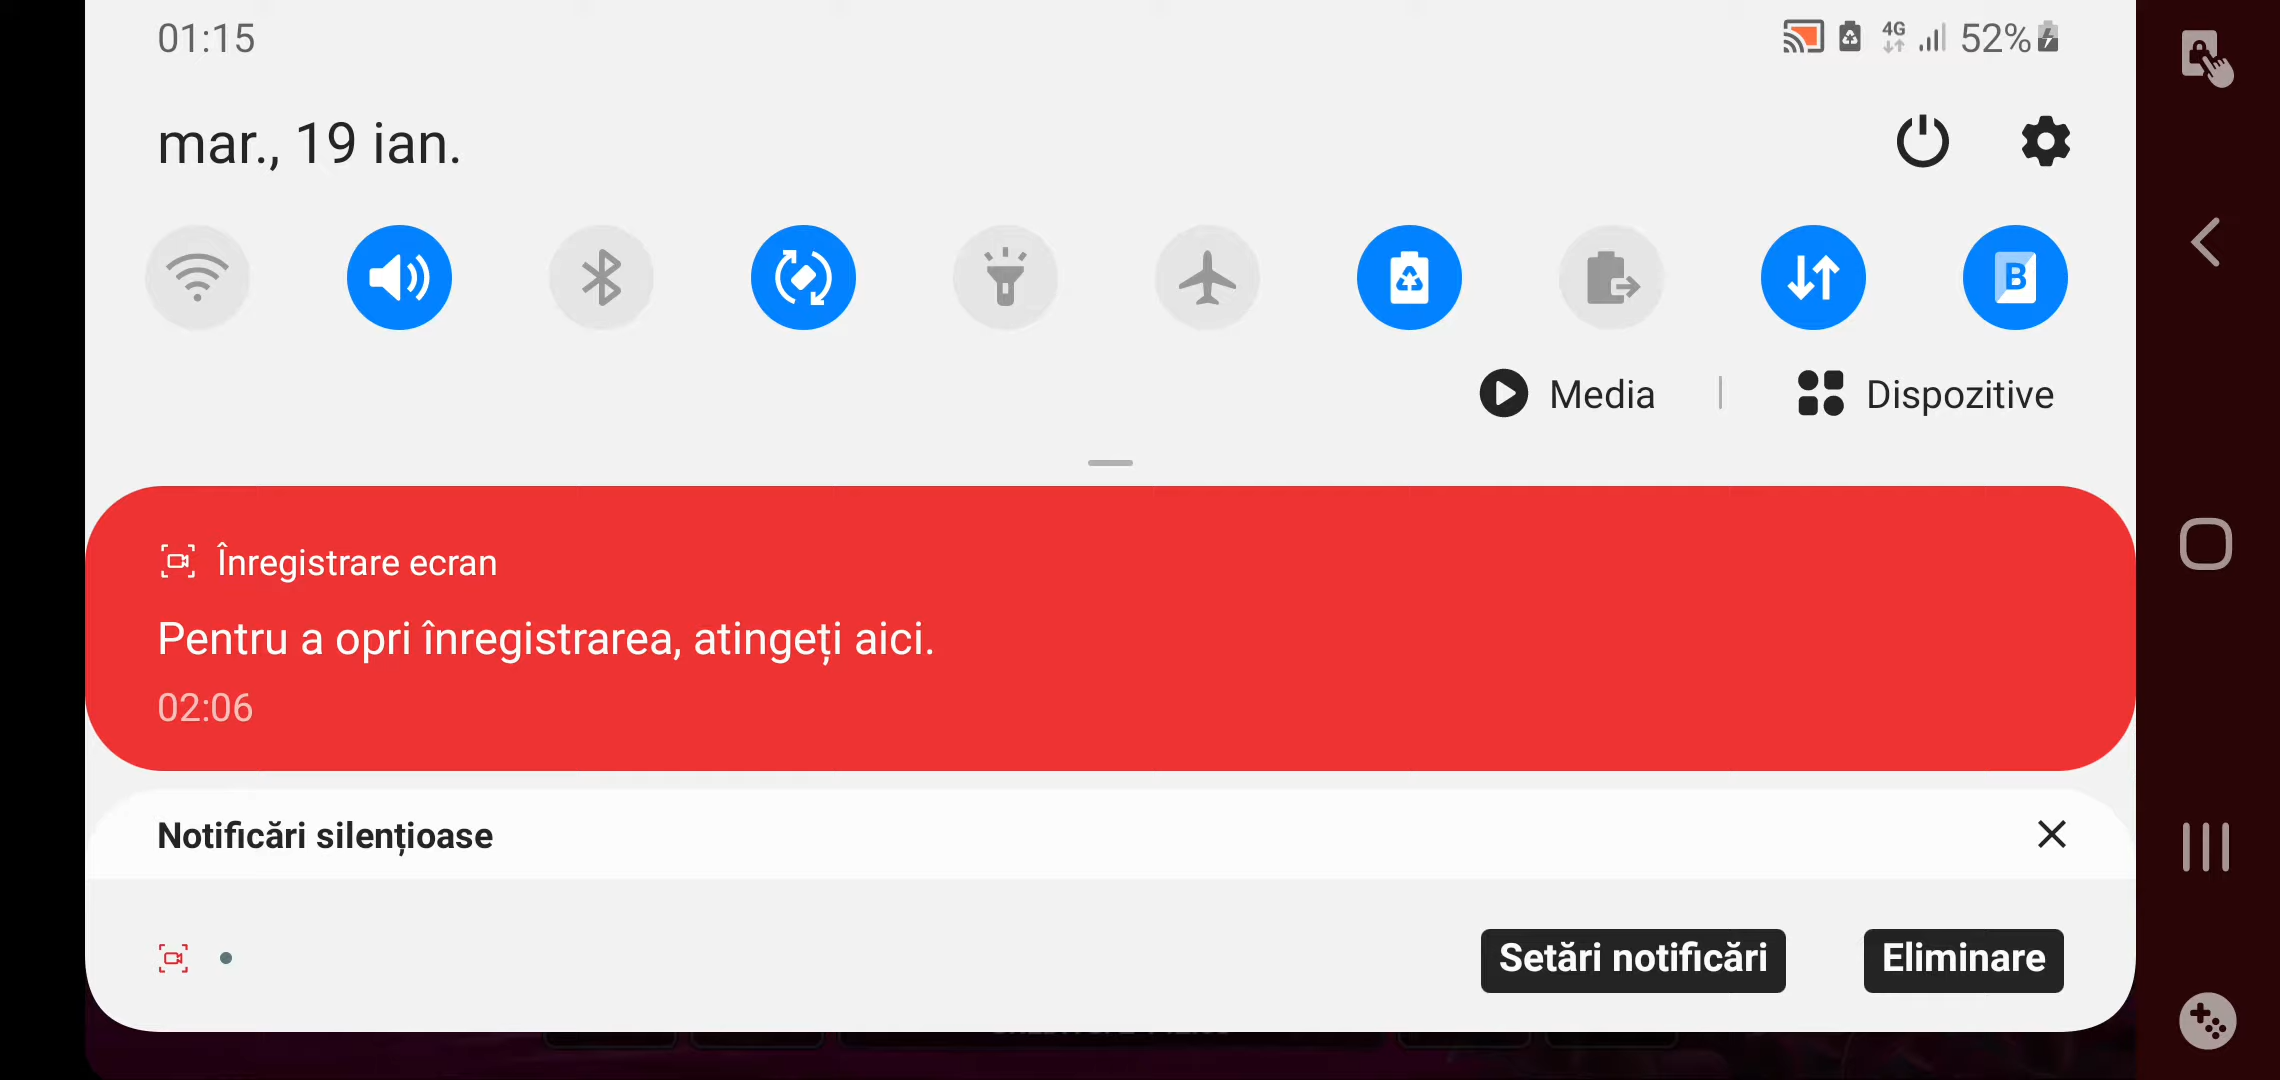 01:15
4G 52%
mar., 19 ian.
B
Media | Dispozitive
Înregistrare ecran
Pentru a opri înregistrarea, atingeți aici.
02:06
Notificări silențioase
Setări notificări Eliminare